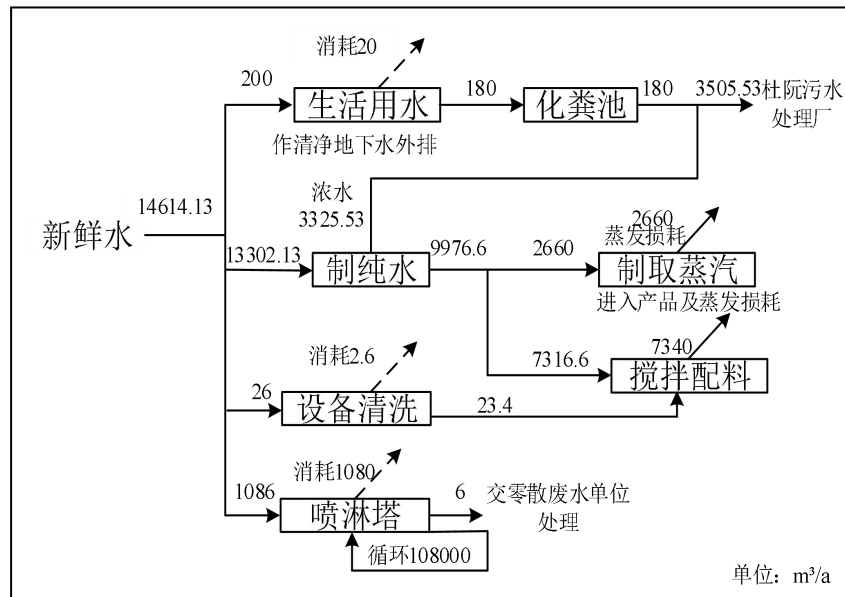 消耗20
200
生活用水
180
化粪池
180
3505.53
杜阮污水
处理厂
作清净地下水外排
浓水
3325.53
14614.13
新鲜水
13302.13
制纯水
9976.6
2660
2660
蒸发损耗
制取蒸汽
进入产品及蒸发损耗
7316.6
7340
搅拌配料
消耗2.6
26
设备清洗
23.4
消耗1080
1086
喷淋塔
6
交零散废水单位
处理
循环108000
单位：m³/a